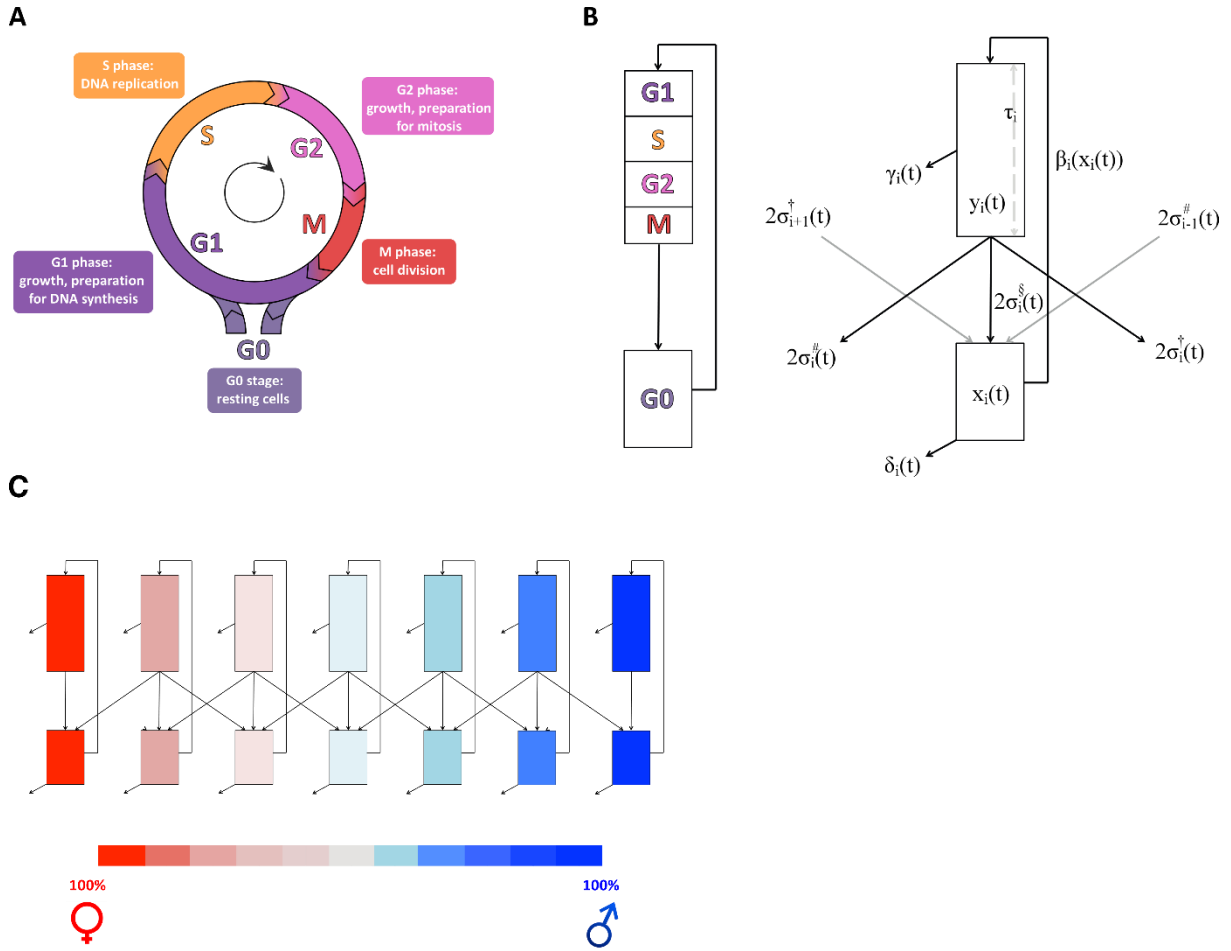 A
S phase:
DNA replication
G2 phase:
growth, preparation
for mitosis
S
G2
G1
M
G1 phase:
growth, preparation
for DNA synthesis
M phase:
cell division
G0
G0 stage:
resting cells
B
G1
S
G2
M
G0
τi
βi(xi(t))
γi(t)
yi(t)
2σ†i+1(t)
2σ#i-1(t)
2σ§i(t)
2σ#i(t)
2σ†i(t)
xi(t)
δi(t)
C
100%
100%
♀
♂